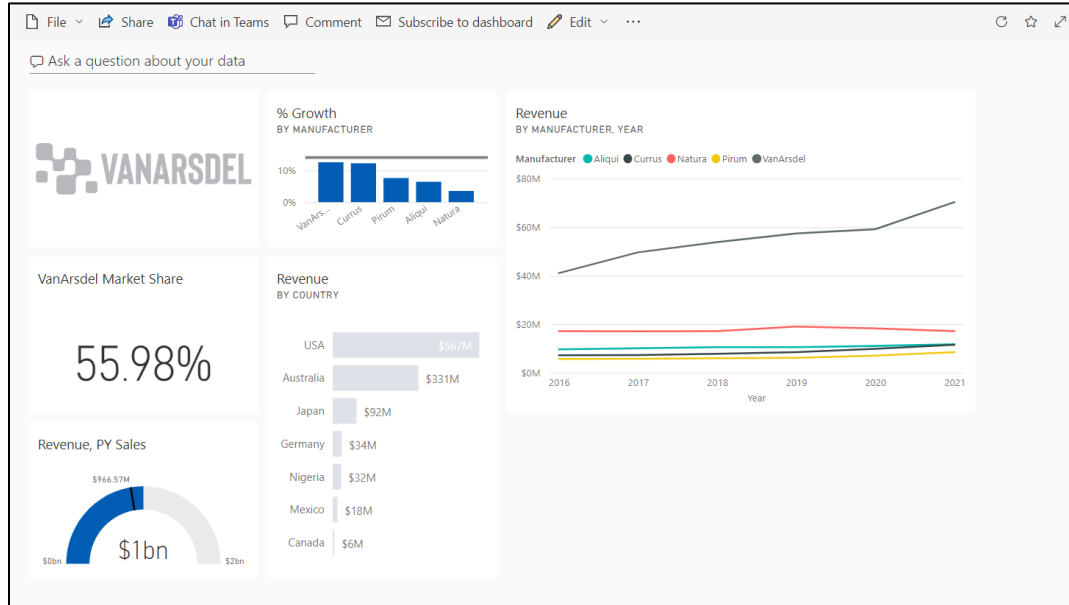 File Share Chat in Teams Comment Subscribe to dashboard Edit ...
Ask a question about your data
VANARSDEL
% Growth
BY MANUFACTURER
10%
0%
VanArs... Currus Pirum Aliqui Natura
Revenue
BY MANUFACTURER, YEAR
Manufacturer Aliqui Currus Natura Pirum VanArsdel
$80M
$60M
$40M
$20M
$0M
2016 2017 2018 2019 2020 2021
Year
VanArsdel Market Share
55.98%
Revenue
BY COUNTRY
USA $567M
Australia $331M
Japan $92M
Germany $34M
Nigeria $32M
Mexico $18M
Canada $6M
Revenue, PY Sales
$966.57M
$1bn
$0bn $2bn